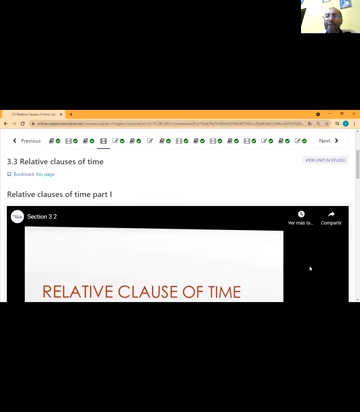 3.3 Relative clauses of time
Previous
Next
3.3 Relative clauses of time
VIEW UNIT IN STUDIO
Bookmark this page
Relative clauses of time part I
Section 3 2
Ver más ta...
Compartir
RELATIVE CLAUSE OF TIME